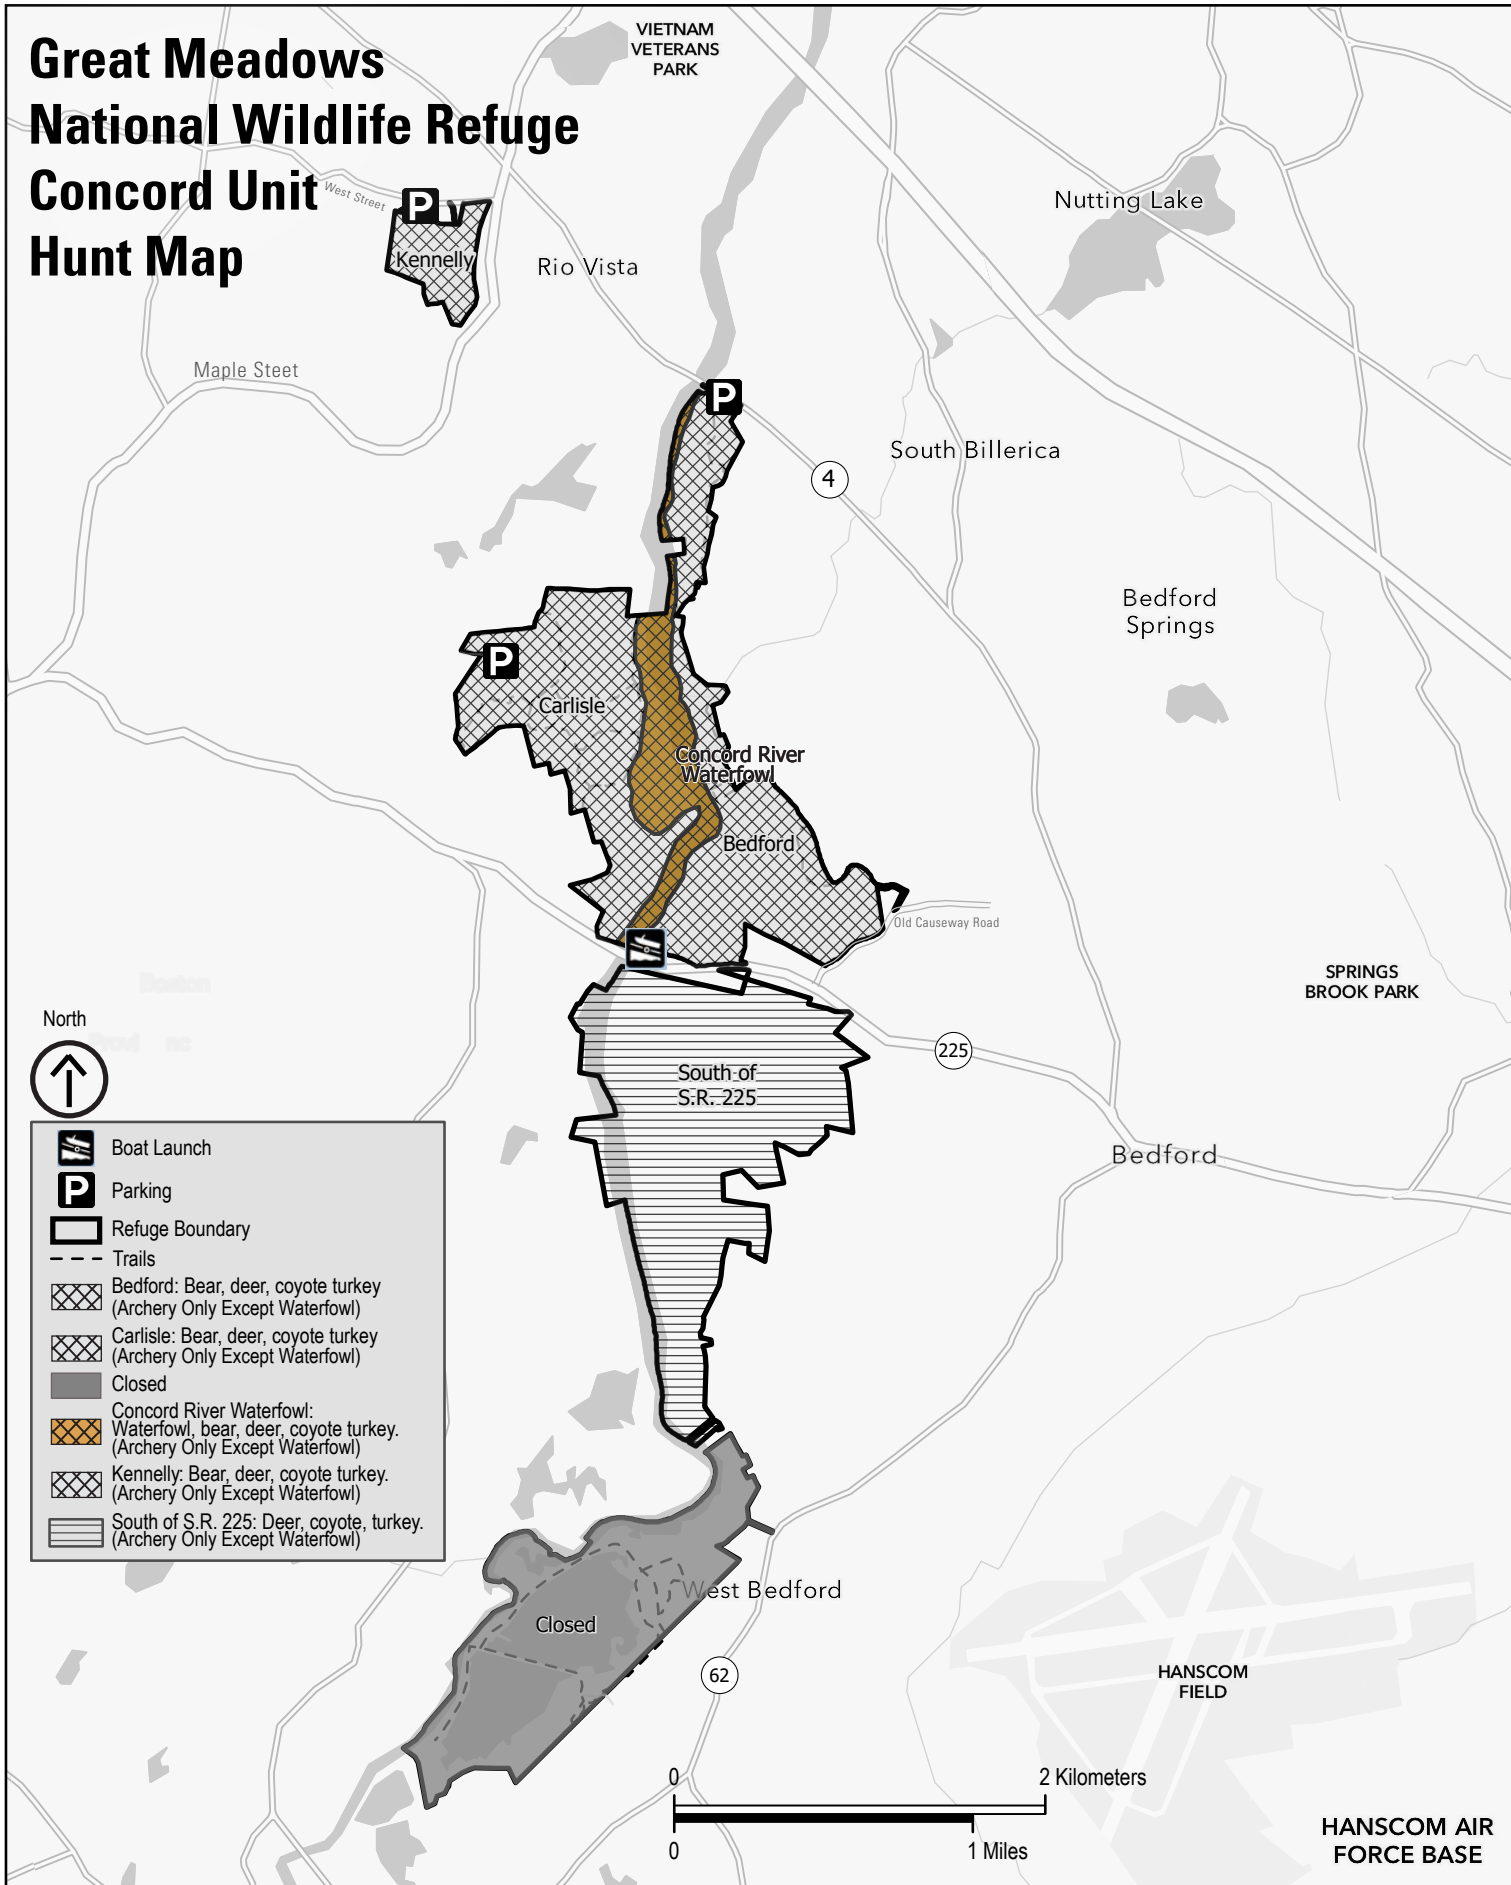 Great Meadows
National Wildlife Refuge
Concord Unit
Hunt Map
VIETNAM
VETERANS
PARK
West Street
P
Kennelly
Rio Vista
Nutting Lake
Maple Steet
P
South Billerica
4
Bedford
Springs
P
Carlisle
Concord River
Waterfowl
Bedford
Old Causeway Road
SPRINGS
BROOK PARK
Boston
Provi nc
North
225
South of
S.R. 225
Bedford
Boat Launch
P Parking
Refuge Boundary
Trails
Bedford: Bear, deer, coyote turkey
(Archery Only Except Waterfowl)
Carlisle: Bear, deer, coyote turkey
(Archery Only Except Waterfowl)
Closed
Concord River Waterfowl:
Waterfowl, bear, deer, coyote turkey.
(Archery Only Except Waterfowl)
Kennelly: Bear, deer, coyote turkey.
(Archery Only Except Waterfowl)
South of S.R. 225: Deer, coyote, turkey.
(Archery Only Except Waterfowl)
West Bedford
Closed
62
HANSCOM
FIELD
0 2 Kilometers
0 1 Miles
HANSCOM AIR
FORCE BASE